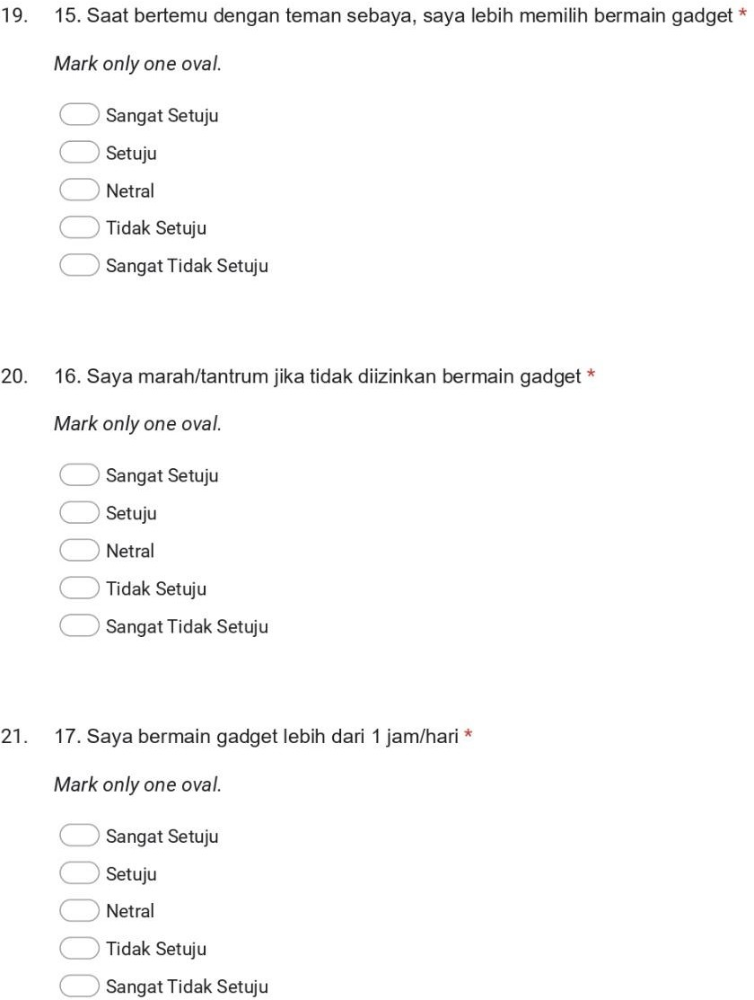 19. 15. Saat bertemu dengan teman sebaya, saya lebih memilih bermain gadget *
Mark only one oval.
Sangat Setuju
Setuju
Netral
Tidak Setuju
Sangat Tidak Setuju
20. 16. Saya marah/tantrum jika tidak diizinkan bermain gadget *
Mark only one oval.
Sangat Setuju
Setuju
Netral
Tidak Setuju
Sangat Tidak Setuju
21. 17. Saya bermain gadget lebih dari 1 jam/hari *
Mark only one oval.
Sangat Setuju
Setuju
Netral
Tidak Setuju
Sangat Tidak Setuju